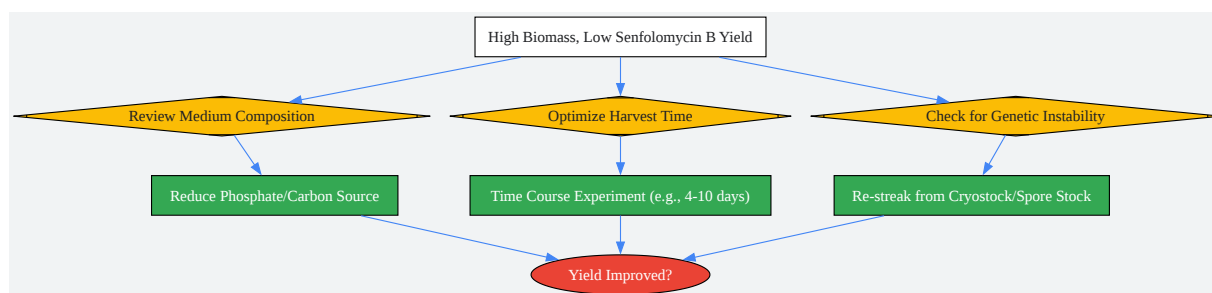 High Biomass, Low Senfolomycin B Yield
Review Medium Composition
Optimize Harvest Time
Check for Genetic Instability
Reduce Phosphate/Carbon Source
Time Course Experiment (e.g., 4-10 days)
Re-streak from Cryostock/Spore Stock
Yield Improved?